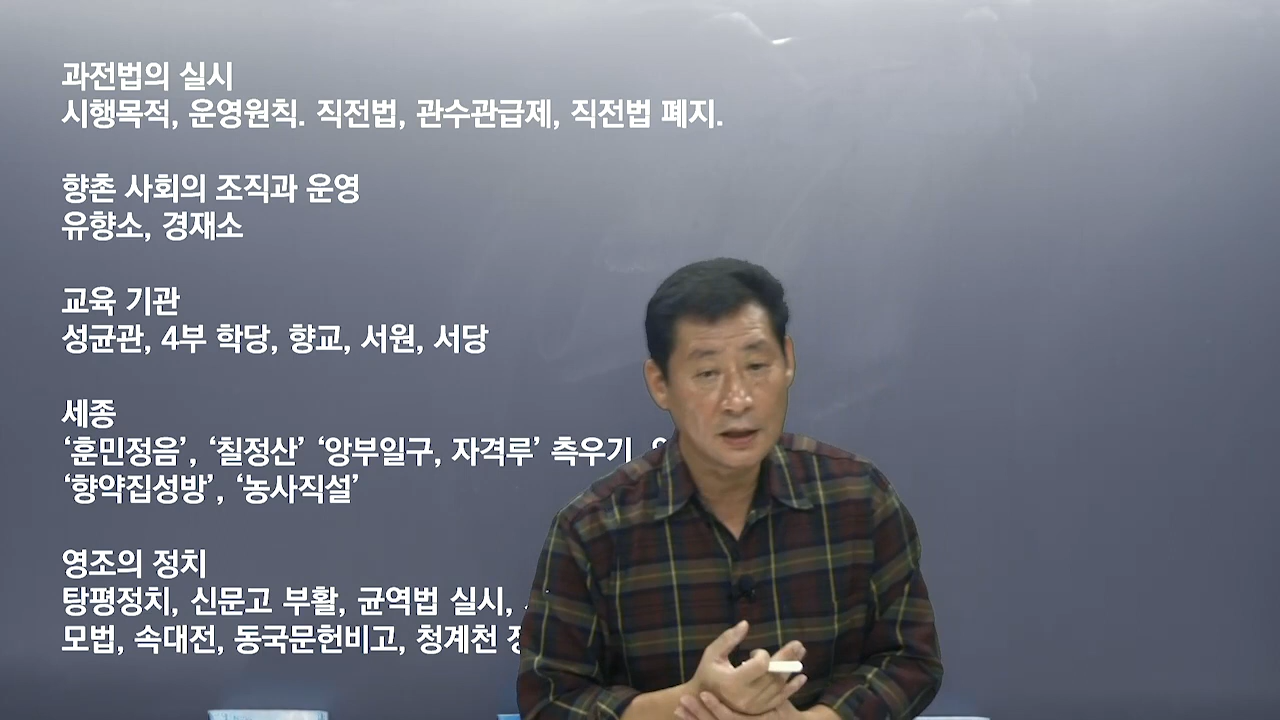 과전법의 실시
시행목적, 운영원칙. 직전법, 관수관급제, 직전법 폐지.
향촌 사회의 조직과 운영
유향소, 경재소
교육 기관
성균관, 4부 학당, 향교, 서원, 서당
세종
‘훈민정음’, ‘칠정산’ ‘앙부일구, 자격루’ 측우기
‘향약집성방’, ‘농사직설’
영조의 정치
탕평정치, 신문고 부활, 균역법 실시,
모법, 속대전, 동국문헌비고, 청계천